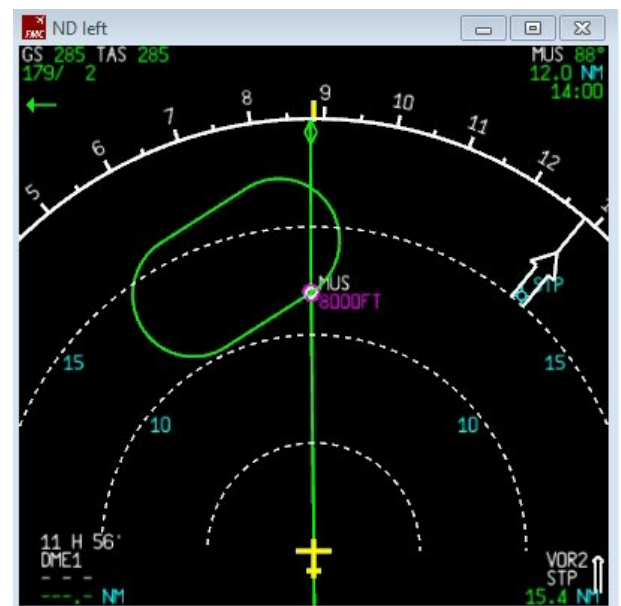 FMC ND left
GS 285 TAS 285
179/ 2
MUS 88°
12.0 NM
14:00
5 6 7 8 9 10 11 12
MUS
8000FT
STP
15 15
10 10
11 H 56'
DME1
- - -
---.- NM
VOR2
STP
15.4 NM